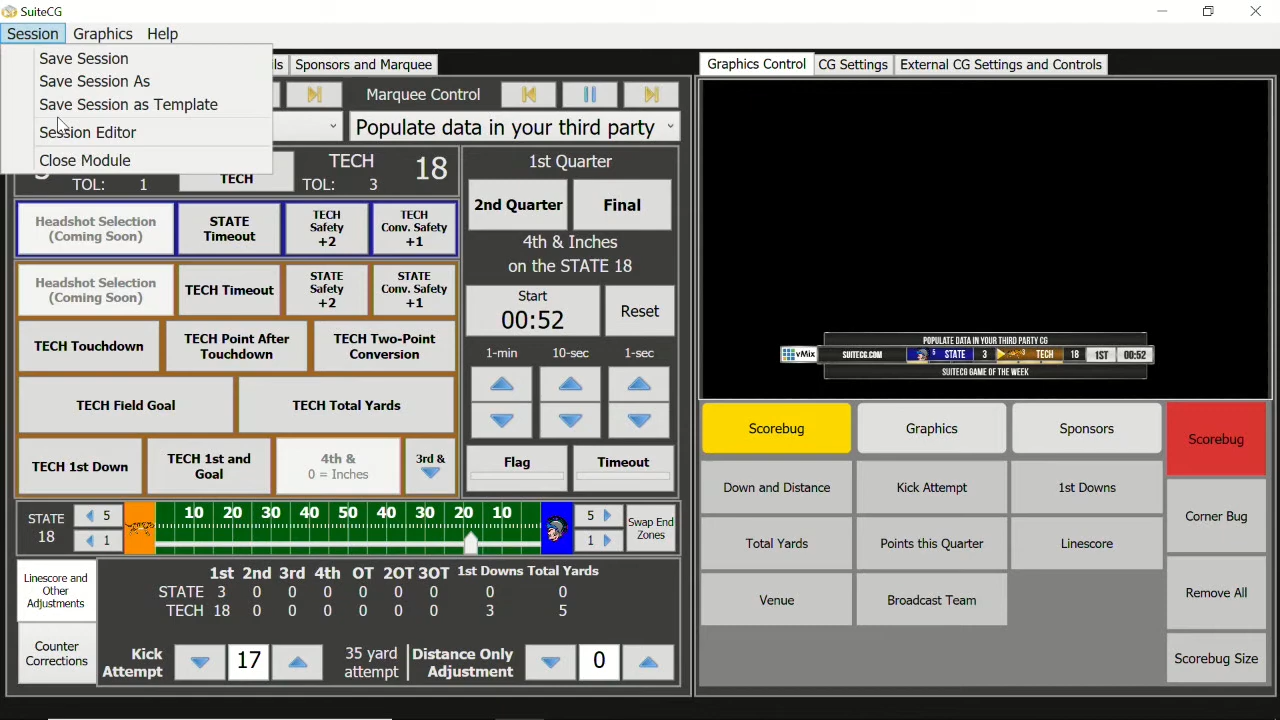 SuiteCG
Session Graphics Help
Save Session
Save Session As
Save Session as Template
Session Editor
Close Module
ls Sponsors and Marquee
Marquee Control
Populate data in your third party
TECH
TOL: 1
TECH 18
TOL: 3
1st Quarter
2nd Quarter Final
4th & Inches
on the STATE 18
Start
00:52
Reset
1-min 10-sec 1-sec
Flag Timeout
Headshot Selection
(Coming Soon)
STATE
Timeout
TECH
Safety
+2
TECH
Conv. Safety
+1
Headshot Selection
(Coming Soon)
TECH Timeout
STATE
Safety
+2
STATE
Conv. Safety
+1
TECH Touchdown
TECH Point After
Touchdown
TECH Two-Point
Conversion
TECH Field Goal
TECH Total Yards
TECH 1st Down
TECH 1st and
Goal
4th &
0 = Inches
3rd &
STATE
18
5
1
10 20 30 40 50 40 30 20 10
5
1
Swap End
Zones
Linescore and
Other
Adjustments
Counter
Corrections
1st 2nd 3rd 4th OT 2OT 3OT 1st Downs Total Yards
STATE 3 0 0 0 0 0 0 0 0
TECH 18 0 0 0 0 0 0 3 5
Kick
Attempt
17
35 yard
attempt
Distance Only
Adjustment
0
Graphics Control CG Settings External CG Settings and Controls
POPULATE DATA IN YOUR THIRD PARTY CG
vMix SUITECG.COM 5 STATE 3 TECH 18 1ST 00:52
SUITECG GAME OF THE WEEK
Scorebug Graphics Sponsors
Down and Distance Kick Attempt 1st Downs
Total Yards Points this Quarter Linescore
Venue Broadcast Team
Scorebug
Corner Bug
Remove All
Scorebug Size